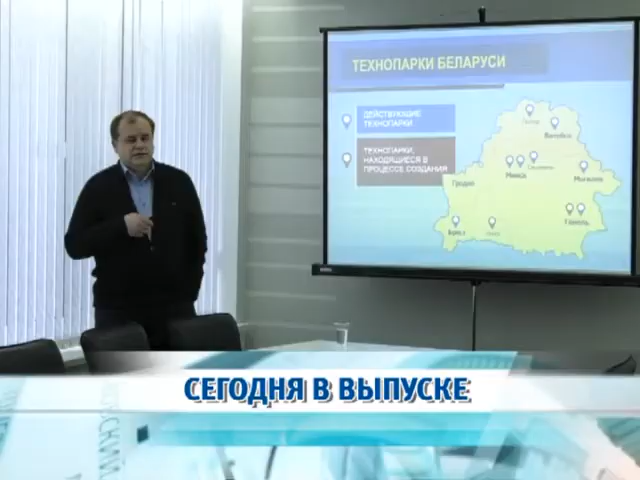 ТЕХНОПАРКИ БЕЛАРУСИ
ДЕЙСТВУЮЩИЕ
ТЕХНОПАРКИ
ТЕХНОПАРКИ,
НАХОДЯЩИЕСЯ В
ПРОЦЕССЕ СОЗДАНИЯ
Витебск
Минск
Могилев
Гродно
Брест
Гомель
СЕГОДНЯ В ВЫПУСКЕ